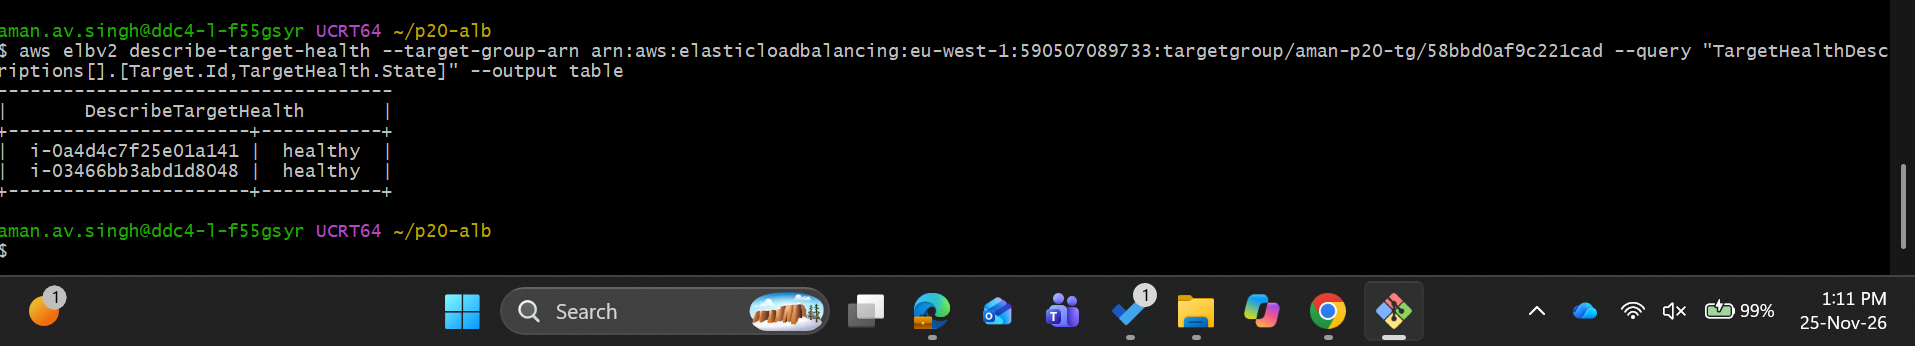 aman.av.singh@ddc4-l-f55gsyr UCRT64 ~/p20-alb
$ aws elbv2 describe-target-health --target-group-arn arn:aws:elasticloadbalancing:eu-west-1:590507089733:targetgroup/aman-p20-tg/58bbd0af9c221cad --query "TargetHealthDesc
riptions[].[Target.Id,TargetHealth.State]" --output table
-----------------------------------
|       DescribeTargetHealth       |
+----------------------+-----------+
|  i-0a4d4c7f25e01a141 |  healthy  |
|  i-03466bb3abd1d8048 |  healthy  |
+----------------------+-----------+
aman.av.singh@ddc4-l-f55gsyr UCRT64 ~/p20-alb
$
1
Search
1
99%
1:11 PM
25-Nov-26